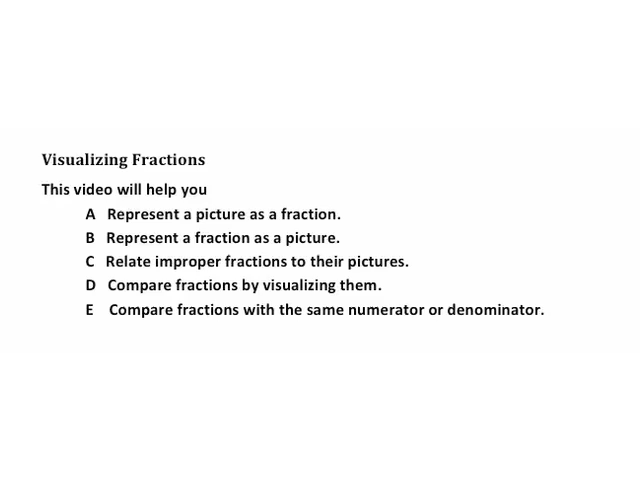 Visualizing Fractions
This video will help you
A Represent a picture as a fraction.
B Represent a fraction as a picture.
C Relate improper fractions to their pictures.
D Compare fractions by visualizing them.
E Compare fractions with the same numerator or denominator.